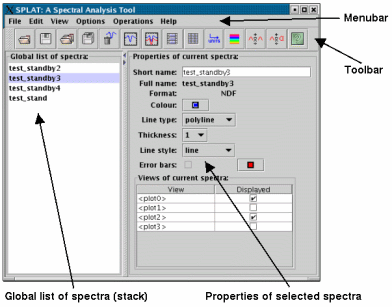 SPLAT: A Spectral Analysis Tool
File Edit View Options Operations Help
Menubar
Toolbar
Global list of spectra:
test_standby2
test_standby3
test_standby4
test_stand
Properties of current spectra:
Short name: test_standby3
Full name: test_standby3
Format: NDF
Colour:
Line type: polyline
Thickness: 1
Line style: line
Error bars:
Views of current spectra:
View Displayed
<plot0>
<plot1>
<plot2>
<plot3>
Global list of spectra (stack)
Properties of selected spectra